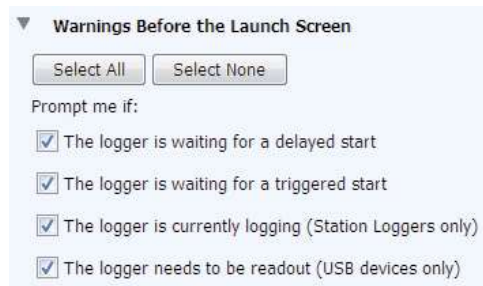 Warnings Before the Launch Screen
Select All Select None
Prompt me if:
The logger is waiting for a delayed start
The logger is waiting for a triggered start
The logger is currently logging (Station Loggers only)
The logger needs to be readout (USB devices only)